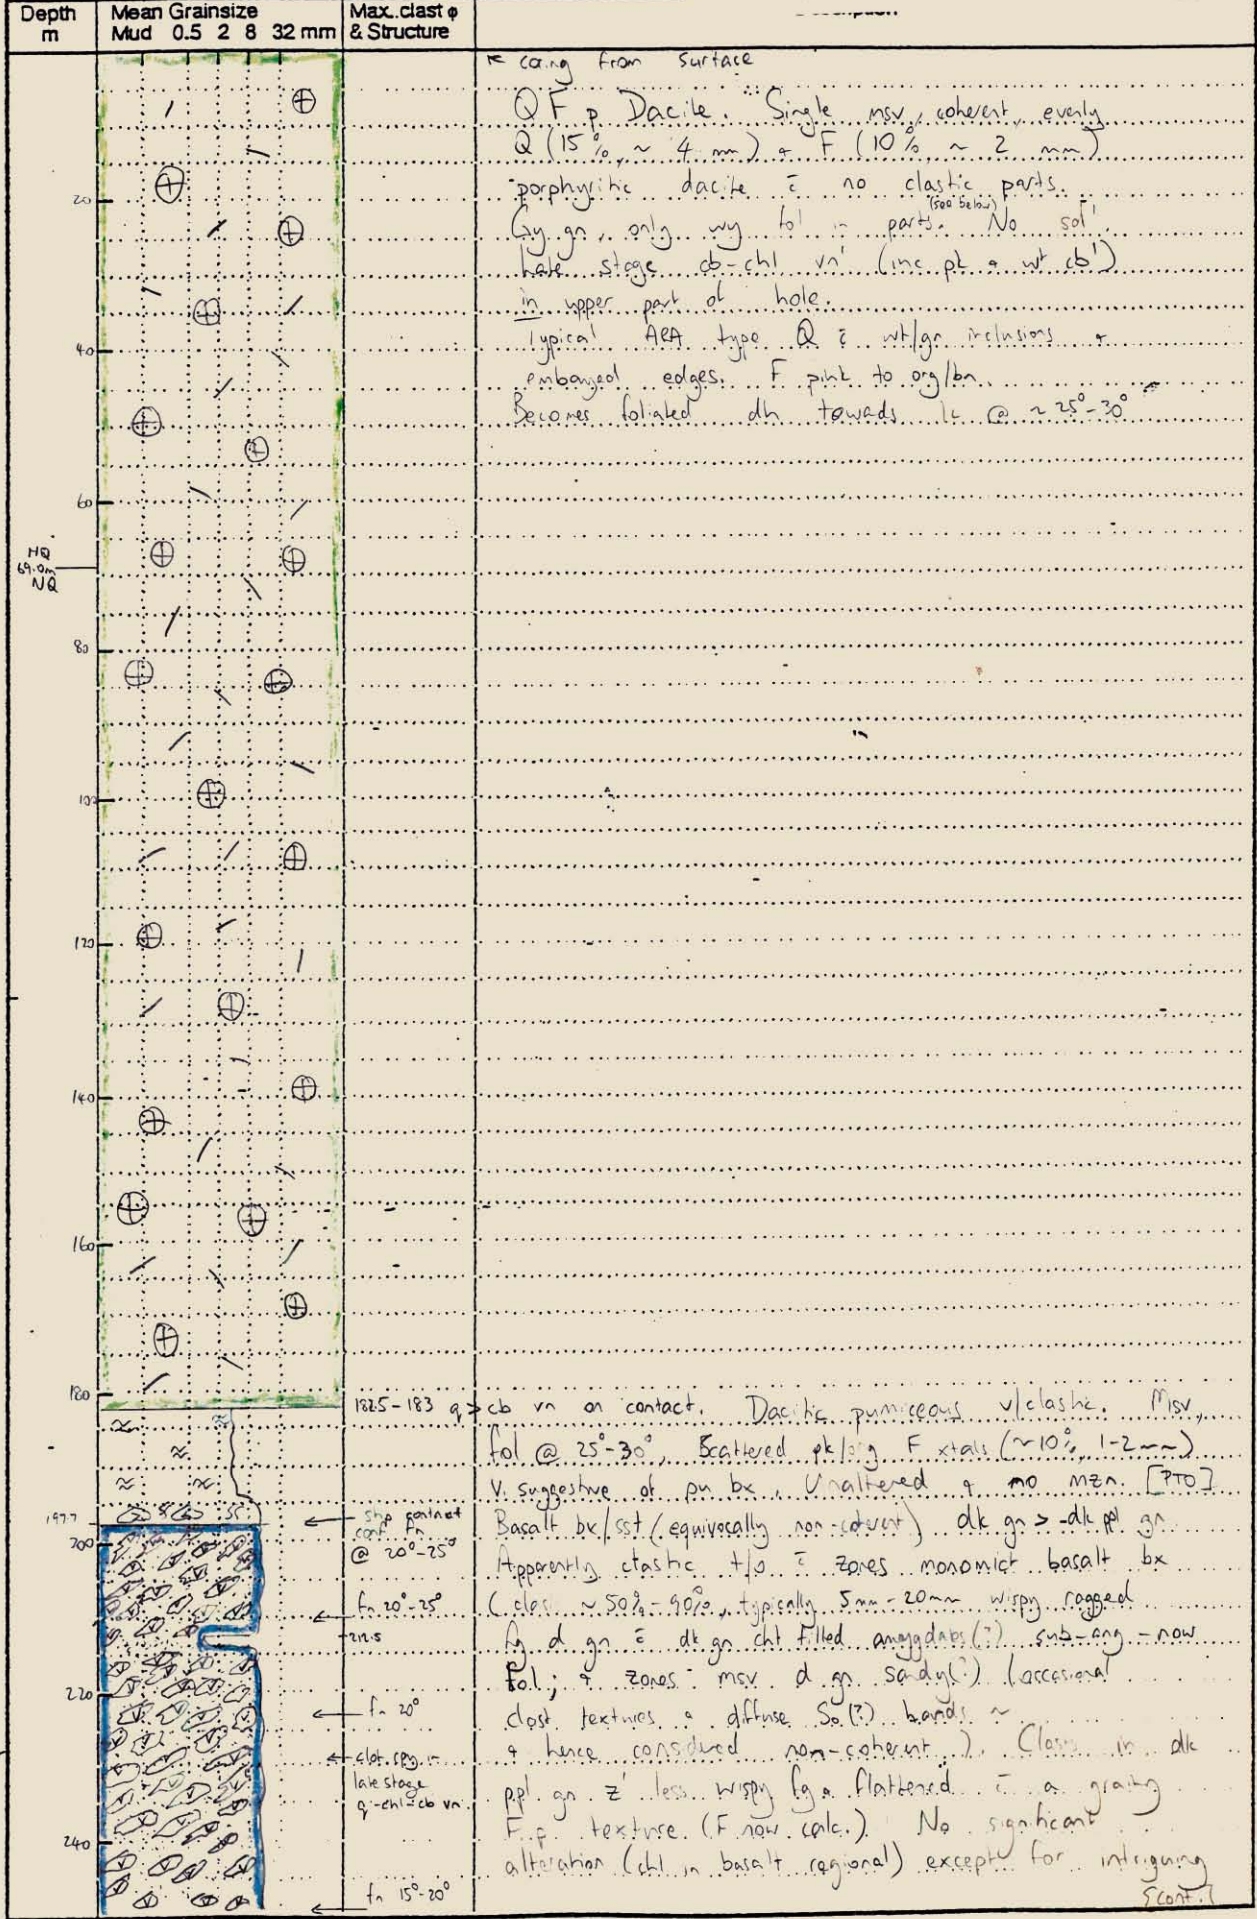 Depth m
Mean Grainsize
Mud 0.5 2 8 32 mm
Max. clast φ & Structure
from surface
Q F p Dacite. Single msv, coherent, evenly
Q (15%, ~ 4 mm) + F (10%, ~ 2 mm)
porphyritic dacite c̄ no clastic parts.
20
(see below)
Gy gn, only wy fol in parts. No sol'
Late stage cb-chl vn' (inc pk + wt cb')
in upper part of hole.
Typical ARA type Q c̄ wt/gn inclusions +
40
embayed edges. F pink to org/bn.
Becomes foliated dh towards lc @ ~ 25°-30°
60
HQ
69.0m
NQ
80
100
120
140
160
180
182.5-183 q > cb vn on contact. Dacitic pumiceous v/clastic. Msv,
fol @ 25°-30°, Scattered pk/org F xtals (~10%, 1-2mm)
V. suggestive of pu bx, Unaltered + no mzn. [PTO]
197.7
shp contact
conf. fn
@ 20°-25°
Basalt bx/sst (equivocally non-coherent) dk gn > -dk ppl gn
200
Apparently clastic t/o c̄ zones monomict basalt bx
fn 20°-25°
(clas ~ 50%-90%, typically 5mm-20mm wispy ragged
212.5
fg d gn c̄ dk gn chl filled amygdabs(?) sub-ang - now
fol; + zones msv d gn sandy(?) (occasional
220
fn 20°
clast textures + diffuse So(?) bands ~
clot cpy in
late stage
q-chl-cb vn
+ hence considered non-coherent). Clasts in dk
ppl gn z' less wispy fg + flattened c̄ a grainy
F p texture (F now calc.) No significant
240
alteration (chl in basalt regional) except for intriguing
fn 15°-20°
[cont.]